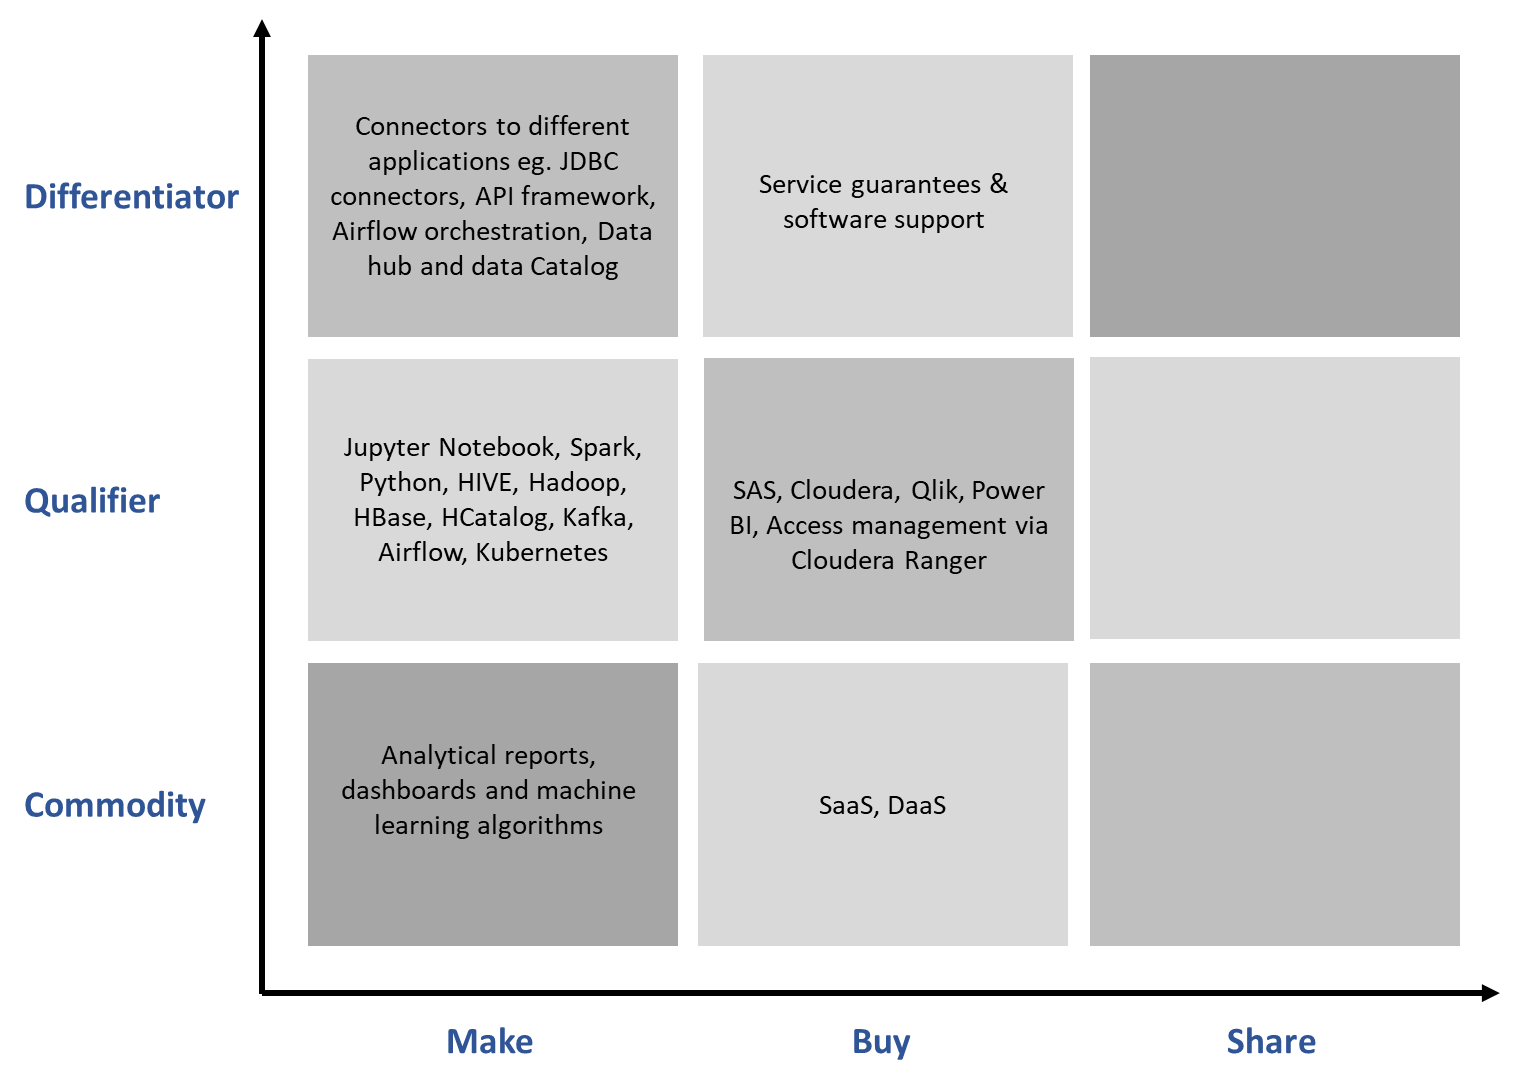 Differentiator
Connectors to different
applications eg. JDBC
connectors, API framework,
Airflow orchestration, Data
hub and data Catalog
Service guarantees &
software support
Qualifier
Jupyter Notebook, Spark,
Python, HIVE, Hadoop,
HBase, HCatalog, Kafka,
Airflow, Kubernetes
SAS, Cloudera, Qlik, Power
BI, Access management via
Cloudera Ranger
Commodity
Analytical reports,
dashboards and machine
learning algorithms
SaaS, DaaS
Make
Buy
Share